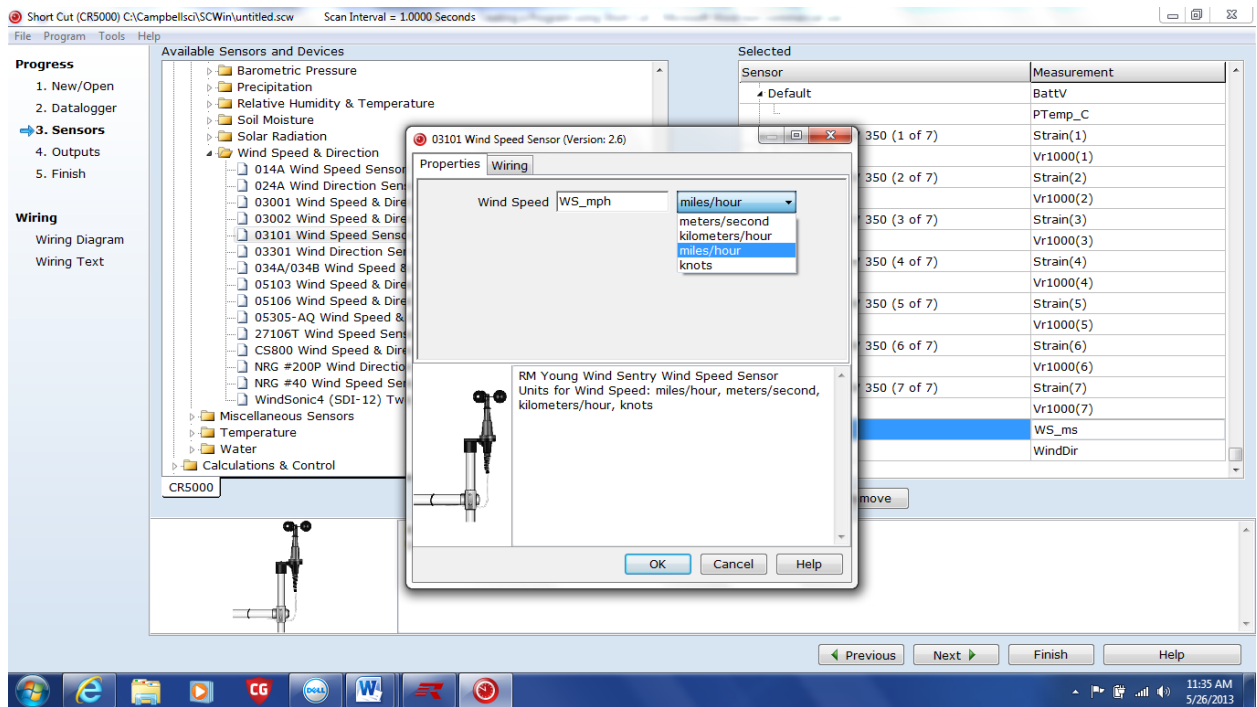 Short Cut (CR5000) C:\Campbellsci\SCWin\untitled.scw Scan Interval = 1.0000 Seconds
File Program Tools Help
Progress
1. New/Open
2. Datalogger
3. Sensors
4. Outputs
5. Finish
Wiring
Wiring Diagram
Wiring Text
Available Sensors and Devices
Barometric Pressure
Precipitation
Relative Humidity & Temperature
Soil Moisture
Solar Radiation
Wind Speed & Direction
014A Wind Speed Sensor
024A Wind Direction Sen
03001 Wind Speed & Dire
03002 Wind Speed & Dire
03101 Wind Speed Senso
03301 Wind Direction Sen
034A/034B Wind Speed &
05103 Wind Speed & Dire
05106 Wind Speed & Dire
05305-AQ Wind Speed &
27106T Wind Speed Sens
CS800 Wind Speed & Dire
NRG #200P Wind Directio
NRG #40 Wind Speed Sen
WindSonic4 (SDI-12) Tw
Miscellaneous Sensors
Temperature
Water
Calculations & Control
CR5000
03101 Wind Speed Sensor (Version: 2.6)
Properties Wiring
Wind Speed WS_mph miles/hour
meters/second
kilometers/hour
miles/hour
knots
RM Young Wind Sentry Wind Speed Sensor
Units for Wind Speed: miles/hour, meters/second,
kilometers/hour, knots
OK Cancel Help
Selected
Sensor Measurement
Default BattV
PTemp_C
350 (1 of 7) Strain(1)
Vr1000(1)
350 (2 of 7) Strain(2)
Vr1000(2)
350 (3 of 7) Strain(3)
Vr1000(3)
350 (4 of 7) Strain(4)
Vr1000(4)
350 (5 of 7) Strain(5)
Vr1000(5)
350 (6 of 7) Strain(6)
Vr1000(6)
350 (7 of 7) Strain(7)
Vr1000(7)
WS_ms
WindDir
move
Previous Next Finish Help
CG DELL W
11:35 AM
5/26/2013